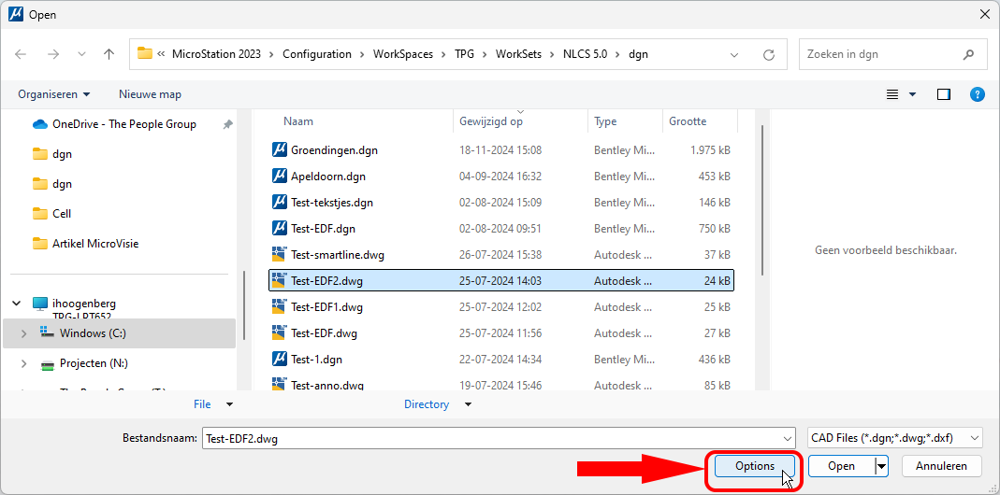 Open
« MicroStation 2023 > Configuration > WorkSpaces > TPG > WorkSets > NLCS 5.0 > dgn
Zoeken in dgn
Organiseren
Nieuwe map
OneDrive - The People Group
dgn
dgn
Cell
Artikel MicroVisie
ihoogenberg
TPG-LPT652
Windows (C:)
Projecten (N:)
Naam Gewijzigd op Type Grootte
Groendingen.dgn 18-11-2024 15:08 Bentley Mi... 1.975 kB
Apeldoorn.dgn 04-09-2024 16:32 Bentley Mi... 453 kB
Test-tekstjes.dgn 02-08-2024 15:09 Bentley Mi... 146 kB
Test-EDF.dgn 02-08-2024 09:51 Bentley Mi... 750 kB
Test-smartline.dwg 26-07-2024 15:38 Autodesk ... 37 kB
Test-EDF2.dwg 25-07-2024 14:03 Autodesk ... 24 kB
Test-EDF1.dwg 25-07-2024 12:02 Autodesk ... 25 kB
Test-EDF.dwg 25-07-2024 11:56 Autodesk ... 27 kB
Test-1.dgn 22-07-2024 14:34 Bentley Mi... 436 kB
Test-anno.dwg 19-07-2024 15:46 Autodesk ... 85 kB
Geen voorbeeld beschikbaar.
File Directory
Bestandsnaam: Test-EDF2.dwg CAD Files (*.dgn;*.dwg;*.dxf)
Options Open Annuleren